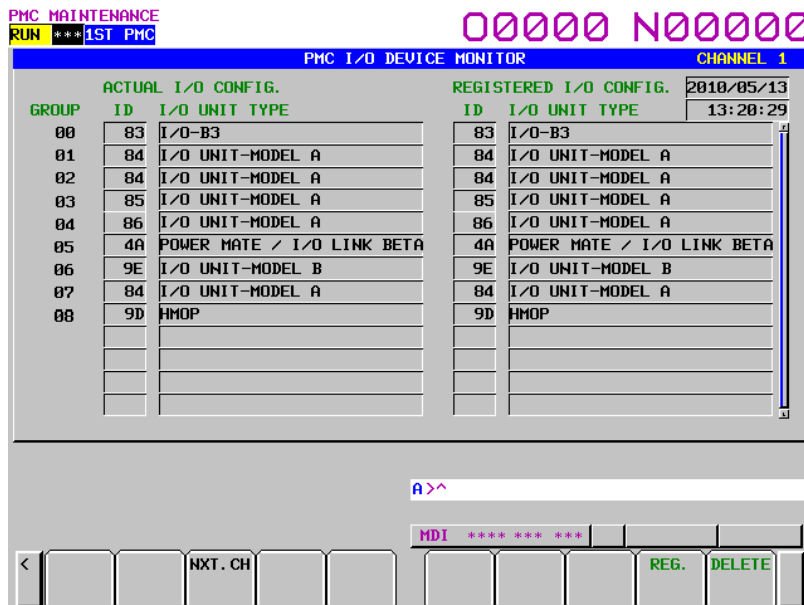 PMC MAINTENANCE
O0000 N00000
RUN *** 1ST PMC
PMC I/O DEVICE MONITOR CHANNEL 1
ACTUAL I/O CONFIG. REGISTERED I/O CONFIG. 2010/05/13
GROUP ID I/O UNIT TYPE ID I/O UNIT TYPE 13:20:29
00 83 I/O-B3 83 I/O-B3
01 84 I/O UNIT-MODEL A 84 I/O UNIT-MODEL A
02 84 I/O UNIT-MODEL A 84 I/O UNIT-MODEL A
03 85 I/O UNIT-MODEL A 85 I/O UNIT-MODEL A
04 86 I/O UNIT-MODEL A 86 I/O UNIT-MODEL A
05 4A POWER MATE / I/O LINK BETA 4A POWER MATE / I/O LINK BETA
06 9E I/O UNIT-MODEL B 9E I/O UNIT-MODEL B
07 84 I/O UNIT-MODEL A 84 I/O UNIT-MODEL A
08 9D HMOP 9D HMOP
A>^
MDI **** *** ***
< NXT.CH REG. DELETE